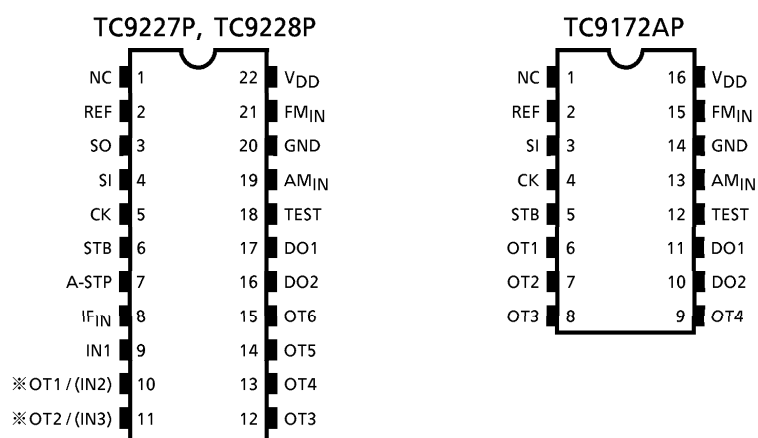 TC9227P, TC9228P
NC 1 22 VDD
REF 2 21 FMIN
SO 3 20 GND
SI 4 19 AMIN
CK 5 18 TEST
STB 6 17 DO1
A-STP 7 16 DO2
IFIN 8 15 OT6
IN1 9 14 OT5
※OT1/(IN2) 10 13 OT4
※OT2/(IN3) 11 12 OT3
TC9172AP
NC 1 16 VDD
REF 2 15 FMIN
SI 3 14 GND
CK 4 13 AMIN
STB 5 12 TEST
OT1 6 11 DO1
OT2 7 10 DO2
OT3 8 9 OT4